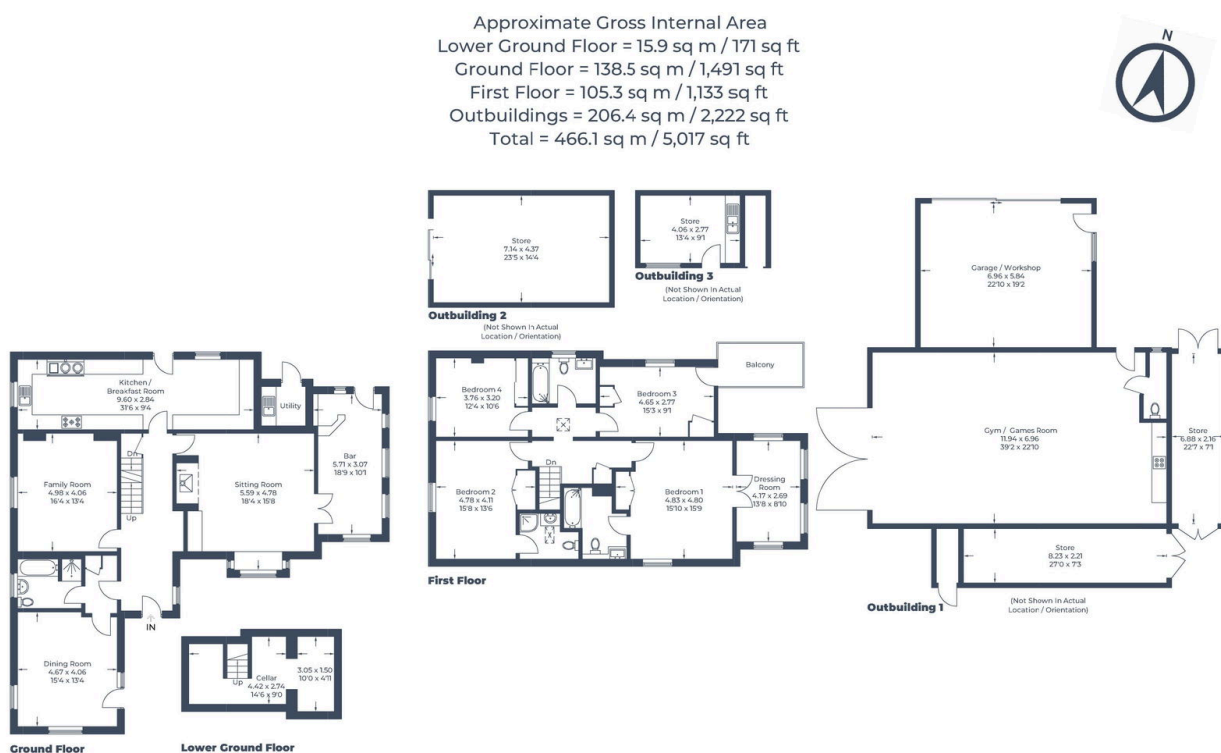 Approximate Gross Internal Area
Lower Ground Floor = 15.9 sq m / 171 sq ft
Ground Floor = 138.5 sq m / 1,491 sq ft
First Floor = 105.3 sq m / 1,133 sq ft
Outbuildings = 206.4 sq m / 2,222 sq ft
Total = 466.1 sq m / 5,017 sq ft
N
Store
7.14 x 4.37
23'5 x 14'4
Outbuilding 2
(Not Shown In Actual
Location / Orientation)
Store
4.06 x 2.77
13'4 x 9'1
Outbuilding 3
(Not Shown In Actual
Location / Orientation)
Garage / Workshop
6.96 x 5.84
22'10 x 19'2
Gym / Games Room
11.94 x 6.96
39'2 x 22'10
Store
6.88 x 2.16
22'7 x 7'1
Store
8.23 x 2.21
27'0 x 7'3
Outbuilding 1
(Not Shown In Actual
Location / Orientation)
Kitchen /
Breakfast Room
9.60 x 2.84
31'6 x 9'4
Utility
Bar
5.71 x 3.07
18'9 x 10'1
Dn
Up
Family Room
4.98 x 4.06
16'4 x 13'4
Sitting Room
5.59 x 4.78
18'4 x 15'8
IN
Dining Room
4.67 x 4.06
15'4 x 13'4
Ground Floor
Up
Cellar
4.42 x 2.74
14'6 x 9'0
3.05 x 1.50
10'0 x 4'11
Lower Ground Floor
Bedroom 4
3.76 x 3.20
12'4 x 10'6
Bedroom 3
4.65 x 2.77
15'3 x 9'1
Balcony
Dn
Bedroom 2
4.78 x 4.11
15'8 x 13'6
Bedroom 1
4.83 x 4.80
15'10 x 15'9
Dressing
Room
4.17 x 2.69
13'8 x 8'10
First Floor